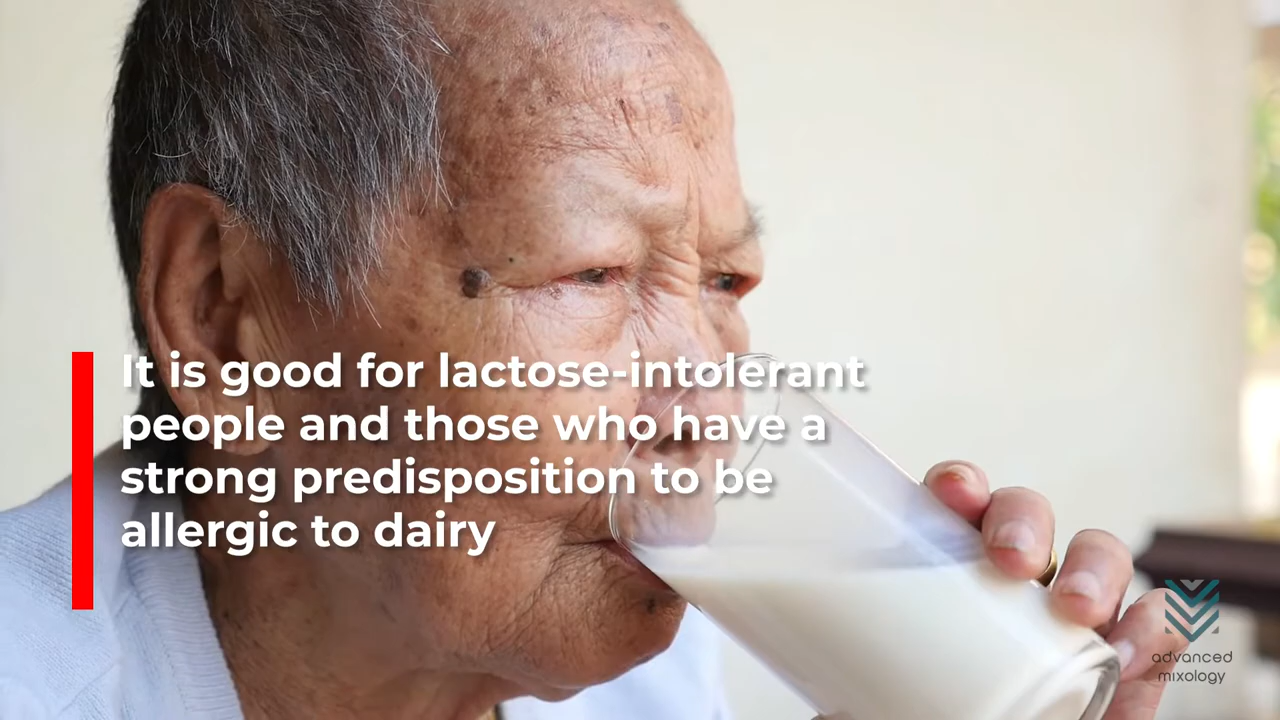 It is good for lactose-intolerant
people and those who have a
strong predisposition to be
allergic to dairy
advanced
mixology